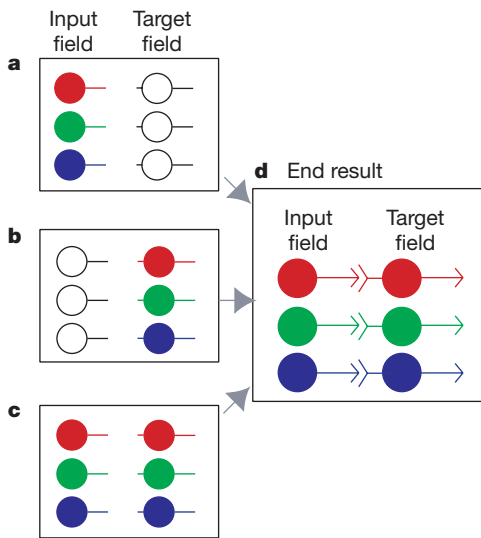 Input field
Target field
a
b
c
d End result
Input field
Target field